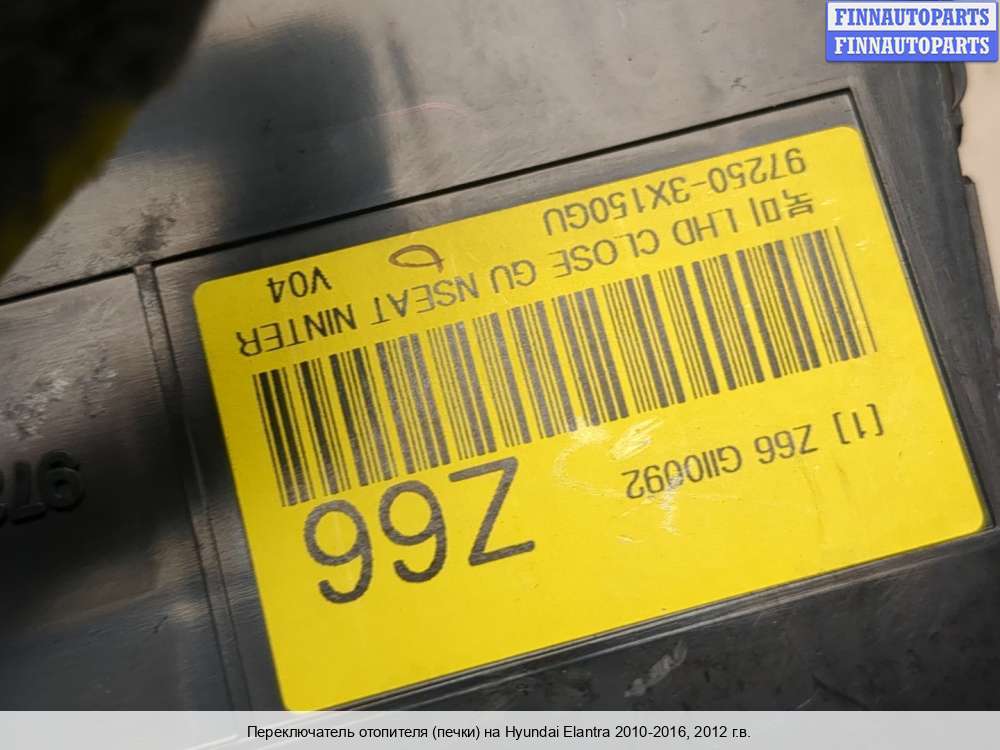 FINNAUTOPARTS
FINNAUTOPARTS
97250-3X150GU
북미 LHD CLOSE GU NSEAT NINTER
V04
[1] Z66 GII0092
Z66
Переключатель отопителя (печки) на Hyundai Elantra 2010-2016, 2012 г.в.